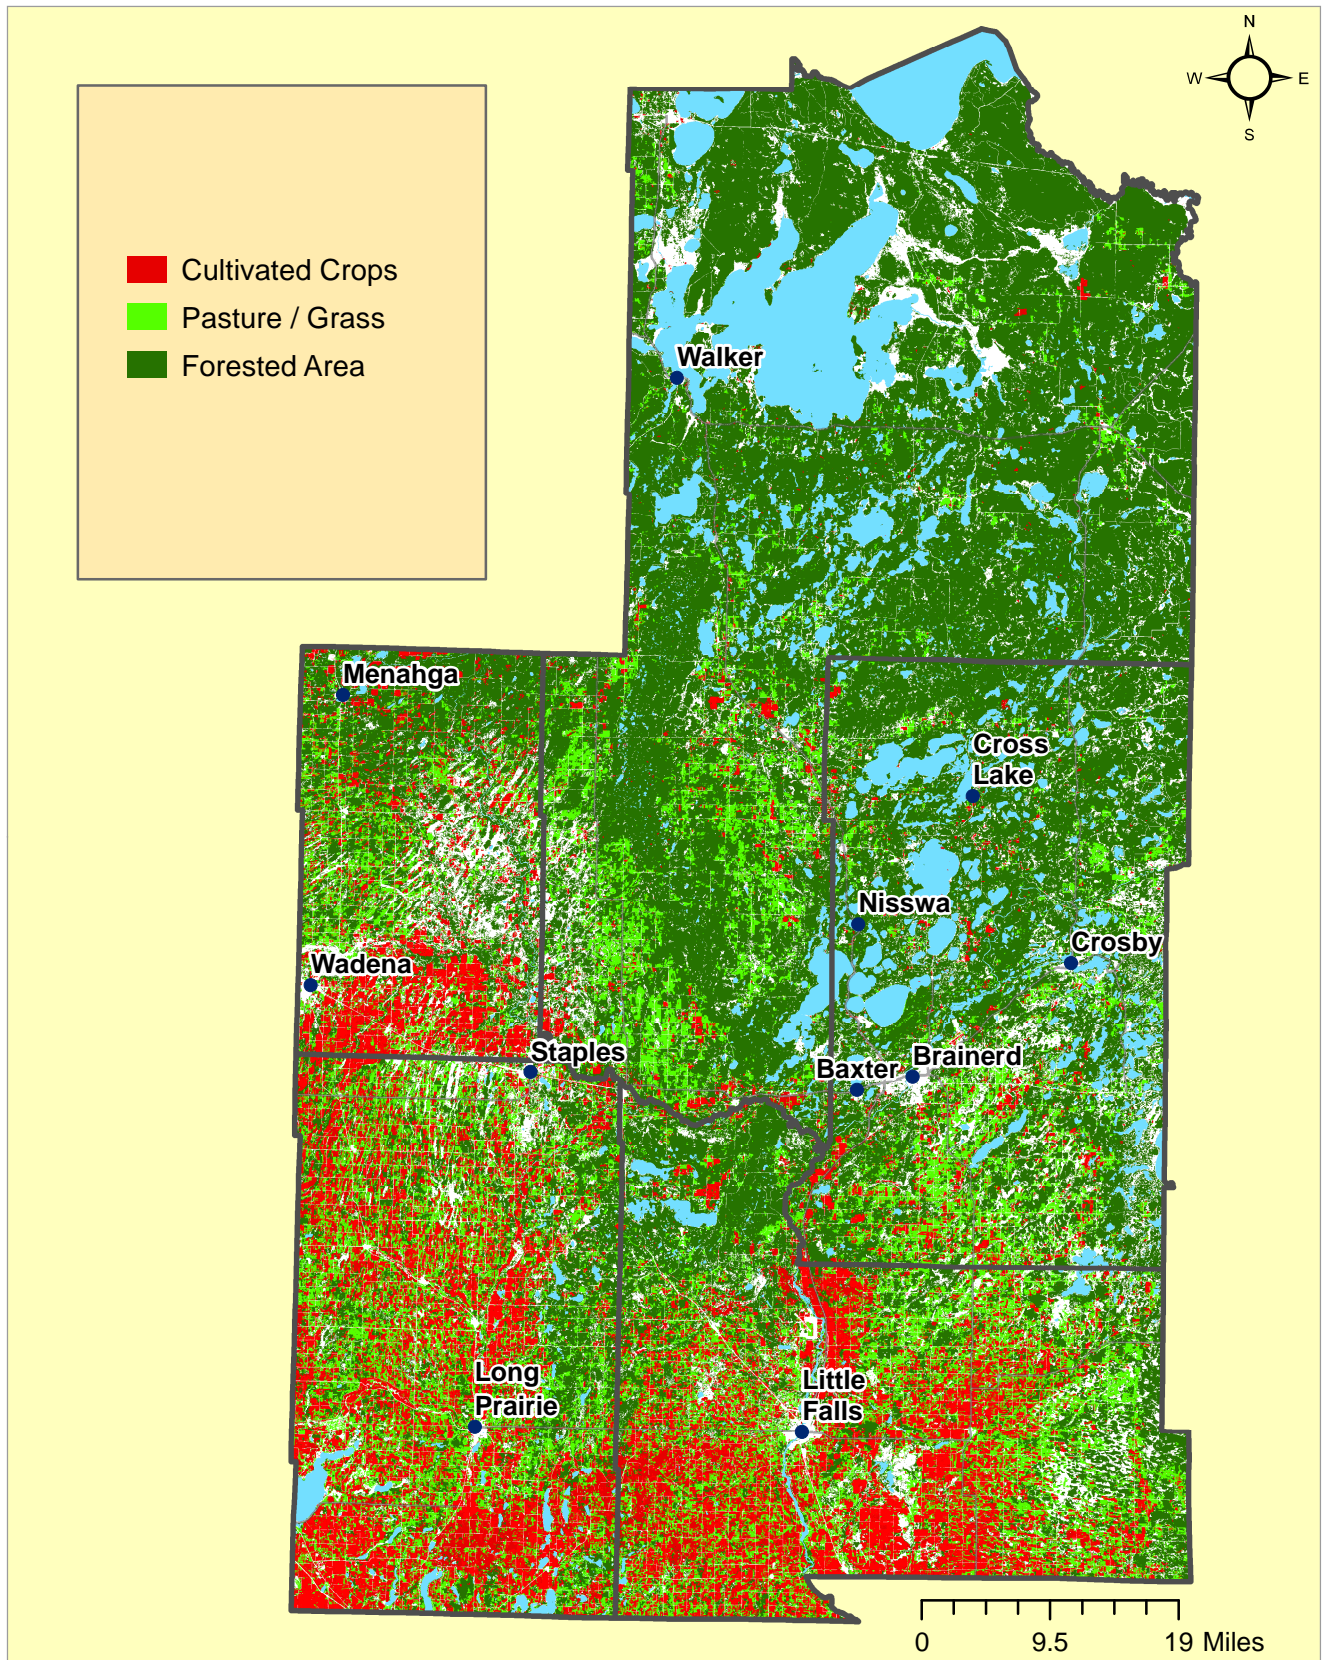 N
W
E
S
Cultivated Crops
Pasture / Grass
Forested Area
Walker
Menahga
Cross
Lake
Nisswa
Crosby
Wadena
Staples
Baxter
Brainerd
Long
Prairie
Little
Falls
0
9.5
19 Miles